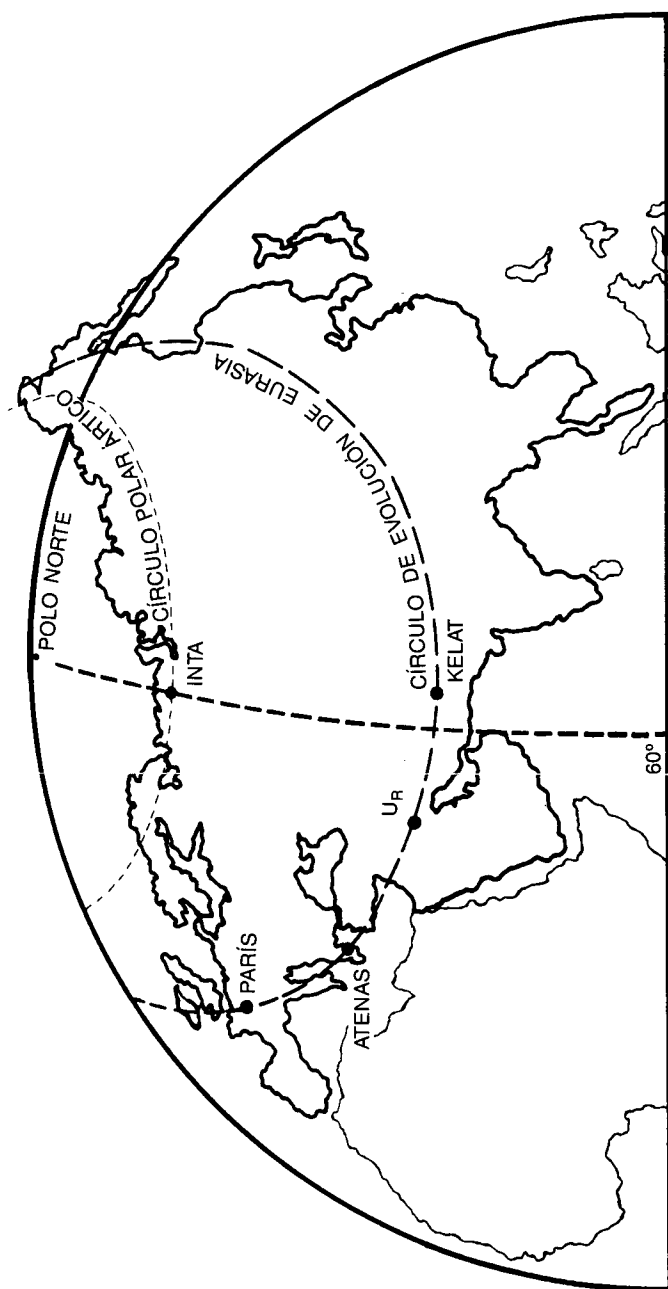 POLO NORTE
CÍRCULO POLAR ÁRTICO
INTA
CÍRCULO DE EVOLUCIÓN DE EURASIA
KELAT
UR
PARÍS
ATENAS
60°